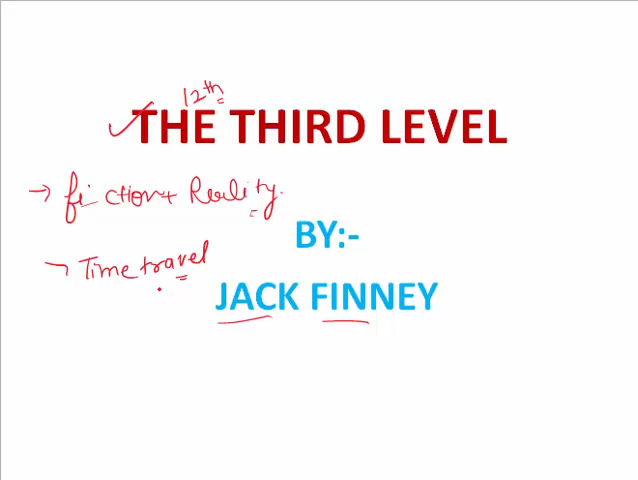 12th
THE THIRD LEVEL
→ fiction + Reality.
BY:-
→ Time travel
JACK FINNEY